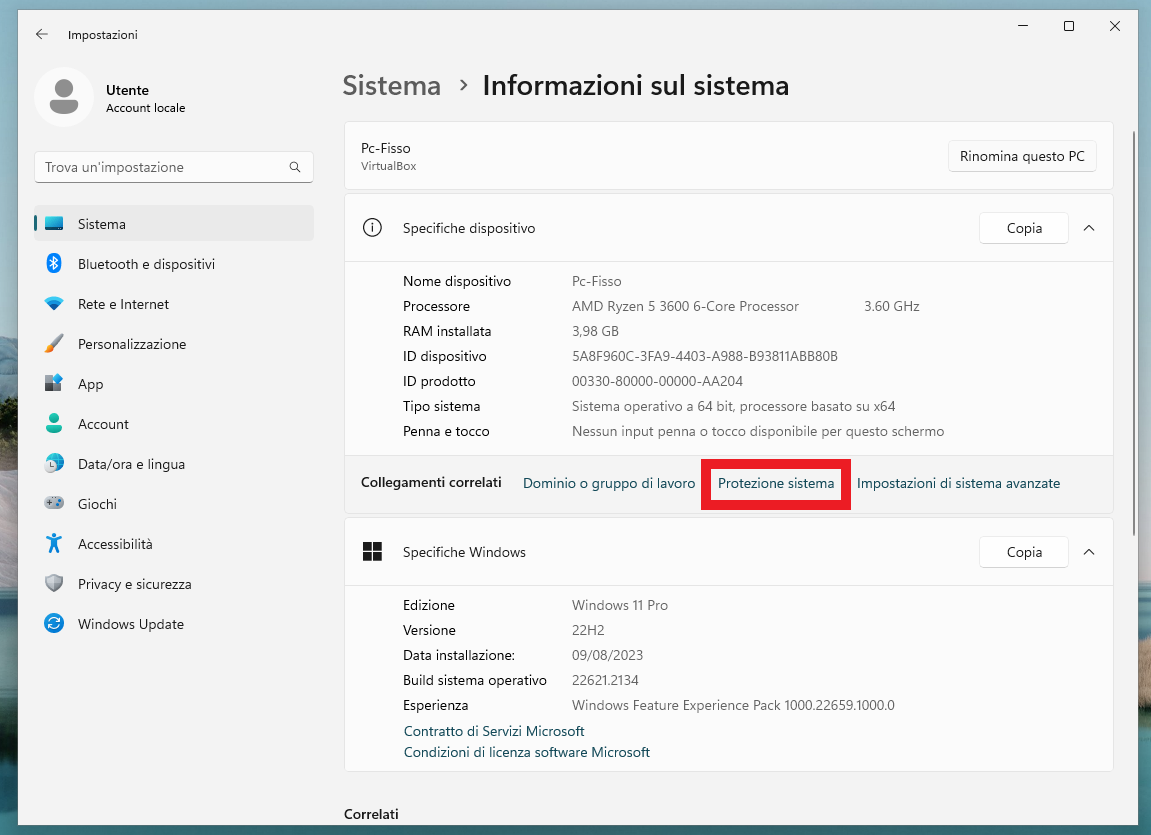 Impostazioni
Utente
Account locale
Trova un'impostazione
Sistema
Bluetooth e dispositivi
Rete e Internet
Personalizzazione
App
Account
Data/ora e lingua
Giochi
Accessibilità
Privacy e sicurezza
Windows Update
Sistema › Informazioni sul sistema
Pc-Fisso
VirtualBox
Rinomina questo PC
Specifiche dispositivo
Copia
Nome dispositivo Pc-Fisso
Processore AMD Ryzen 5 3600 6-Core Processor 3.60 GHz
RAM installata 3,98 GB
ID dispositivo 5A8F960C-3FA9-4403-A988-B93811ABB80B
ID prodotto 00330-80000-00000-AA204
Tipo sistema Sistema operativo a 64 bit, processore basato su x64
Penna e tocco Nessun input penna o tocco disponibile per questo schermo
Collegamenti correlati Dominio o gruppo di lavoro Protezione sistema Impostazioni di sistema avanzate
Specifiche Windows
Copia
Edizione Windows 11 Pro
Versione 22H2
Data installazione: 09/08/2023
Build sistema operativo 22621.2134
Esperienza Windows Feature Experience Pack 1000.22659.1000.0
Contratto di Servizi Microsoft
Condizioni di licenza software Microsoft
Correlati